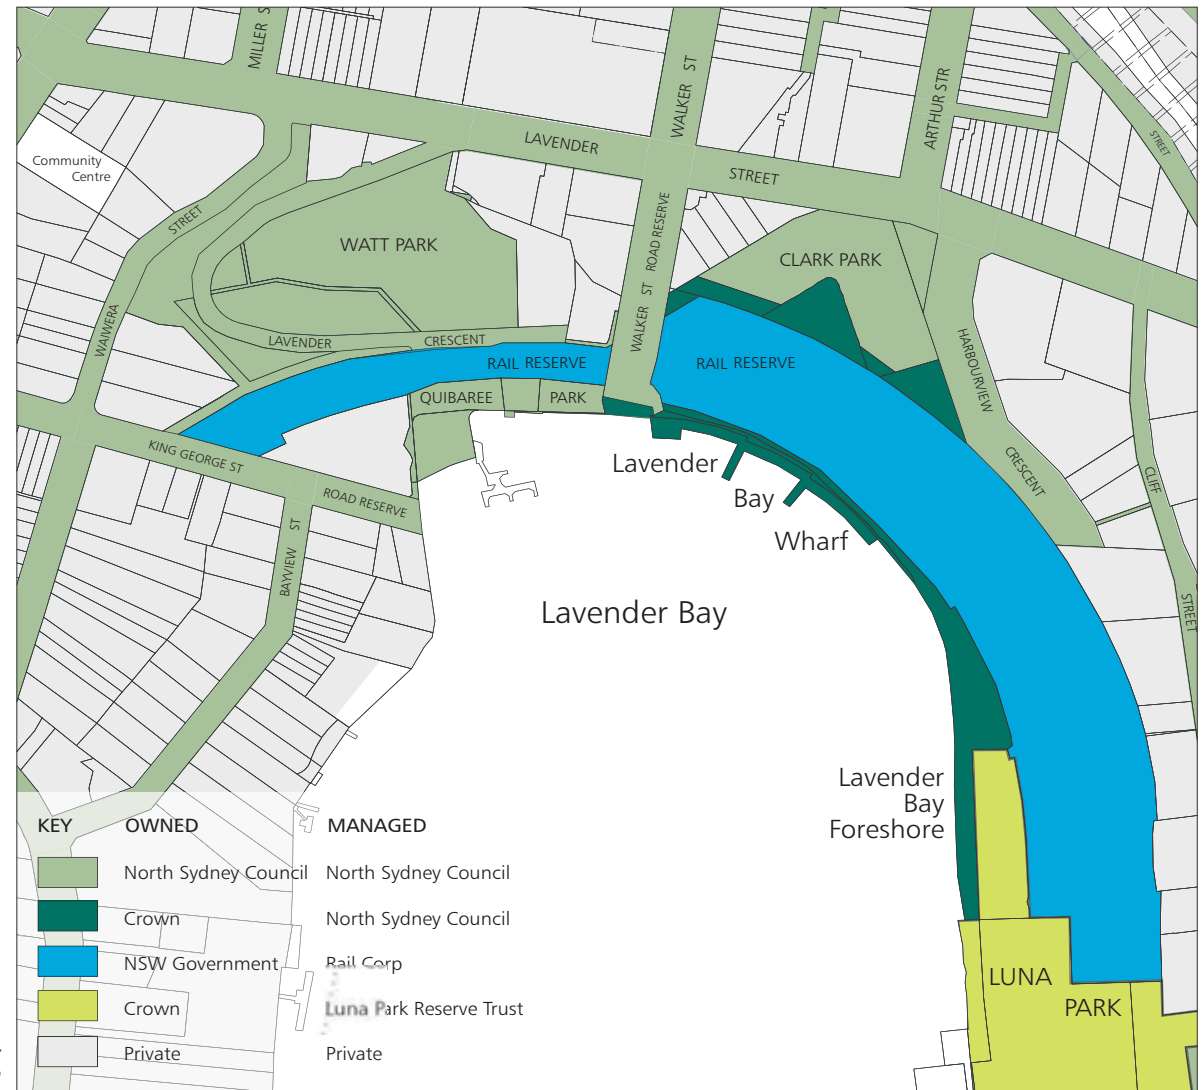 MILLER S
WALKER ST
ARTHUR STR
STREET
LAVENDER
STREET
Community
Centre
STREET
WATT PARK
WALKER ST ROAD RESERVE
CLARK PARK
WAIWERA
LAVENDER
CRESCENT
RAIL RESERVE
RAIL RESERVE
HARBOURVIEW
CRESCENT
QUIBAREE
PARK
KING GEORGE ST
ROAD RESERVE
BAYVIEW ST
CLIFF
STREET
Lavender
Bay
Wharf
Lavender Bay
Lavender
Bay
Foreshore
LUNA
PARK
KEY OWNED MANAGED
North Sydney Council North Sydney Council
Crown North Sydney Council
NSW Government Rail Corp
Crown Luna Park Reserve Trust
Private Private